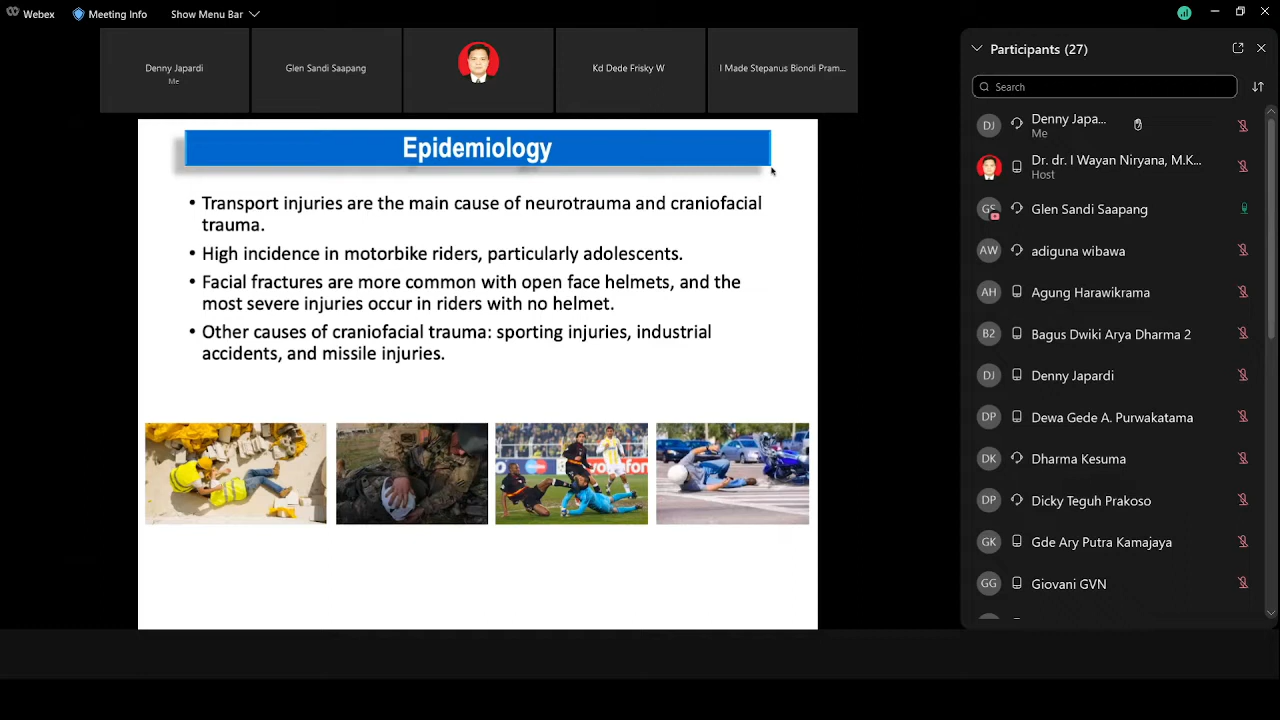 Webex
Meeting Info
Show Menu Bar
Denny Japardi
Me
Glen Sandi Saapang
Kd Dede Frisky W
I Made Stepanus Biondi Pram...
Epidemiology
• Transport injuries are the main cause of neurotrauma and craniofacial
trauma.
• High incidence in motorbike riders, particularly adolescents.
• Facial fractures are more common with open face helmets, and the
most severe injuries occur in riders with no helmet.
• Other causes of craniofacial trauma: sporting injuries, industrial
accidents, and missile injuries.
vodafone
Participants (27)
Search
DJ
Denny Japa...
Me
Dr. dr. I Wayan Niryana, M.K...
Host
GS
Glen Sandi Saapang
AW
adiguna wibawa
AH
Agung Harawikrama
B2
Bagus Dwiki Arya Dharma 2
DJ
Denny Japardi
DP
Dewa Gede A. Purwakatama
DK
Dharma Kesuma
DP
Dicky Teguh Prakoso
GK
Gde Ary Putra Kamajaya
GG
Giovani GVN